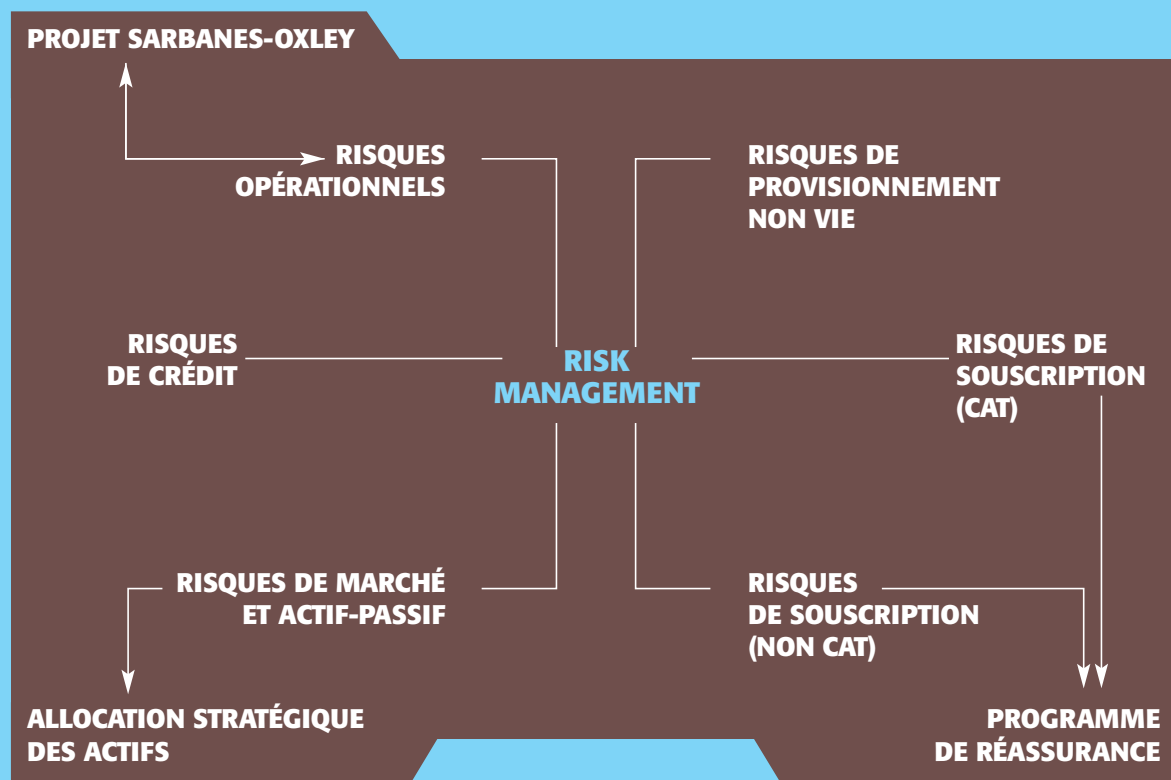 PROJET SARBANES-OXLEY
RISQUES
OPÉRATIONNELS
RISQUES DE
PROVISIONNEMENT
NON VIE
RISQUES
DE CRÉDIT
RISK
MANAGEMENT
RISQUES DE
SOUSCRIPTION
(CAT)
RISQUES DE MARCHÉ
ET ACTIF-PASSIF
RISQUES
DE SOUSCRIPTION
(NON CAT)
ALLOCATION STRATÉGIQUE
DES ACTIFS
PROGRAMME
DE RÉASSURANCE